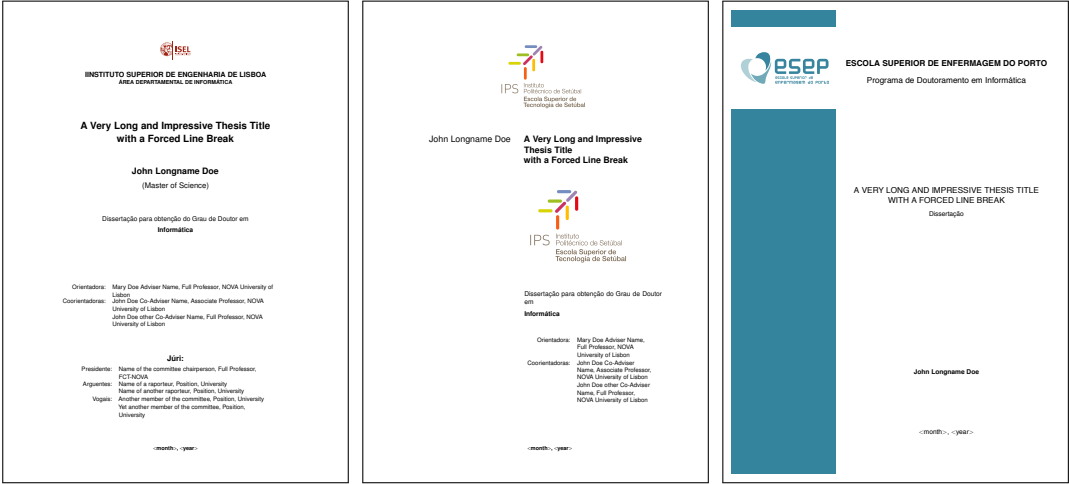 ISEL
IINSTITUTO SUPERIOR DE ENGENHARIA DE LISBOA
ÁREA DEPARTAMENTAL DE INFORMÁTICA
A Very Long and Impressive Thesis Title
with a Forced Line Break
John Longname Doe
(Master of Science)
Dissertação para obtenção do Grau de Doutor em
Informática
Orientadora: Mary Doe Adviser Name, Full Professor, NOVA University of
Lisbon
Coorientadoras: John Doe Co-Adviser Name, Associate Professor, NOVA
University of Lisbon
John Doe other Co-Adviser Name, Full Professor, NOVA
University of Lisbon
Júri:
Presidente: Name of the committee chairperson, Full Professor,
FCT-NOVA
Arguentes: Name of a raporteur, Position, University
Name of another raporteur, Position, University
Vogais: Another member of the committee, Position, University
Yet another member of the committee, Position,
University
<month>, <year>
IPS Instituto
Politécnico de Setúbal
Escola Superior de
Tecnologia de Setúbal
John Longname Doe A Very Long and Impressive
Thesis Title
with a Forced Line Break
IPS Instituto
Politécnico de Setúbal
Escola Superior de
Tecnologia de Setúbal
Dissertação para obtenção do Grau de Doutor
em
Informática
Orientadora: Mary Doe Adviser Name,
Full Professor, NOVA
University of Lisbon
Coorientadoras: John Doe Co-Adviser
Name, Associate Professor,
NOVA University of Lisbon
John Doe other Co-Adviser
Name, Full Professor,
NOVA University of Lisbon
<month>, <year>
esep
escola superior de
enfermagem do porto
ESCOLA SUPERIOR DE ENFERMAGEM DO PORTO
Programa de Doutoramento em Informática
A VERY LONG AND IMPRESSIVE THESIS TITLE
WITH A FORCED LINE BREAK
Dissertação
John Longname Doe
<month>, <year>